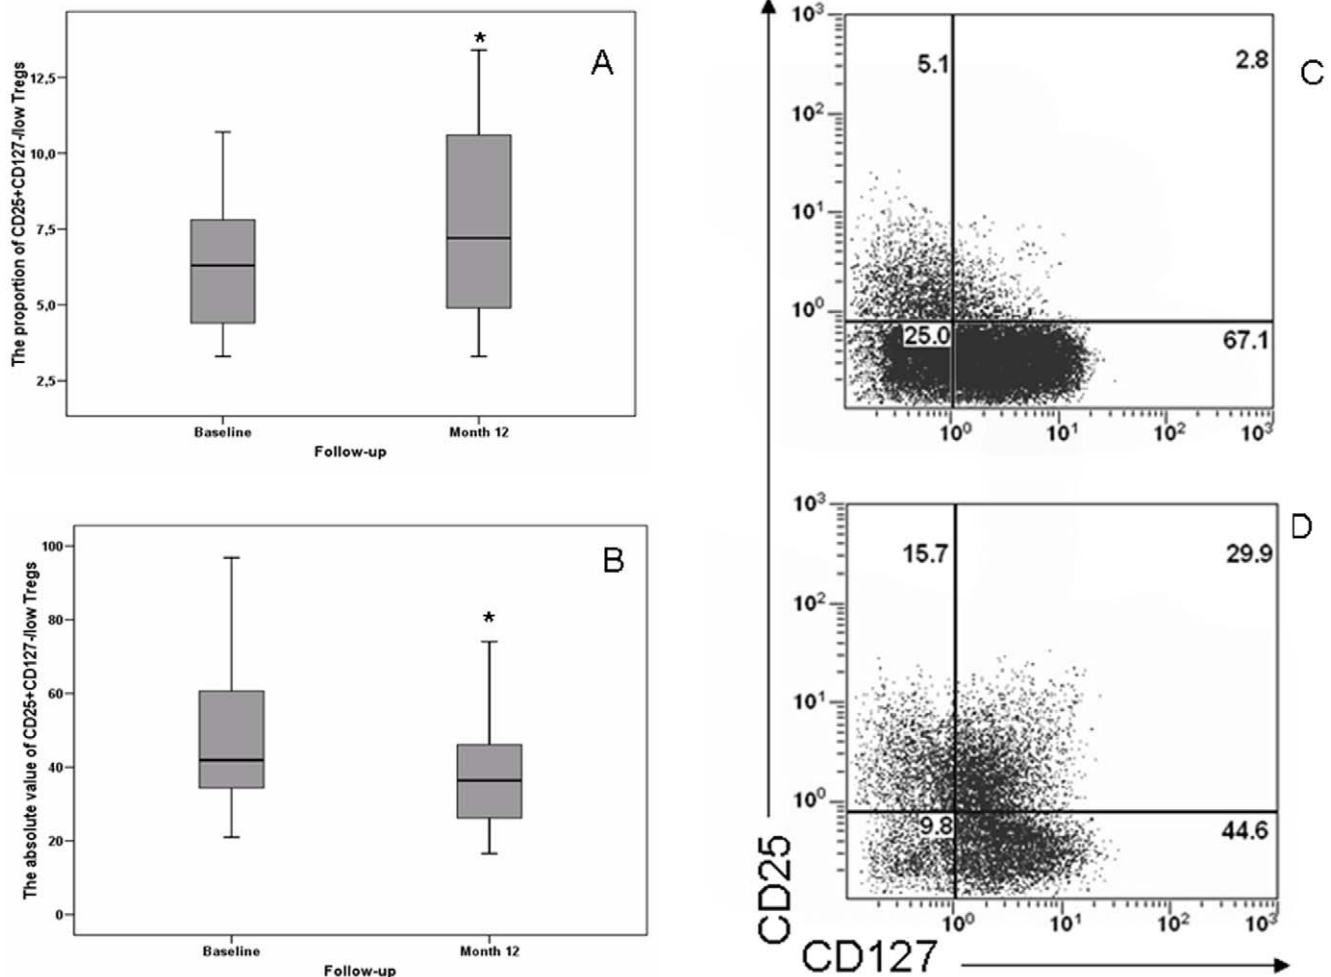 The proportion of CD25+CD127-/low Tregs
12.5
10,0
7.5
5,0
2.5
*
A
Baseline
Month 12
Follow-up
The absolute value of CD25+CD127-/low Tregs
100
80
60
40
20
0
*
B
Baseline
Month 12
Follow-up
10³
10²
10¹
10⁰
5.1
2.8
C
25.0
67.1
10⁰
10¹
10²
10³
10³
10²
10¹
10⁰
15.7
29.9
D
9.8
44.6
10⁰
10¹
10²
10³
CD25
CD127